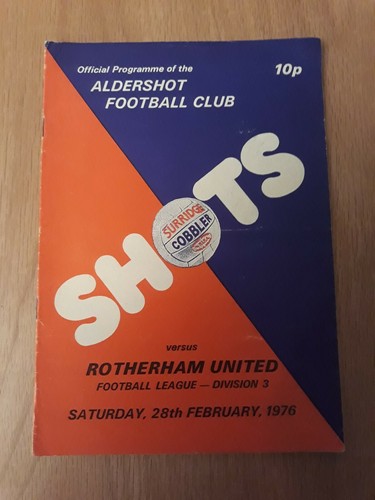 Official Programme of the
10p
ALDERSHOT
FOOTBALL CLUB
SHOTS
SURRIDGE
COBBLER
versus
ROTHERHAM UNITED
FOOTBALL LEAGUE — DIVISION 3
SATURDAY, 28th FEBRUARY, 1976